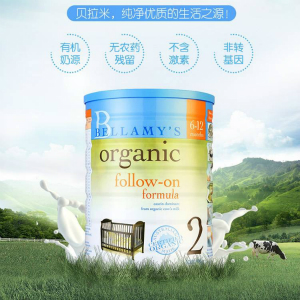 贝拉米，纯净优质的生活之源！
有机
奶源
无农药
残留
不含
激素
非转
基因
BELLAMY'S
6-12
months
organic
follow-on
formula
2